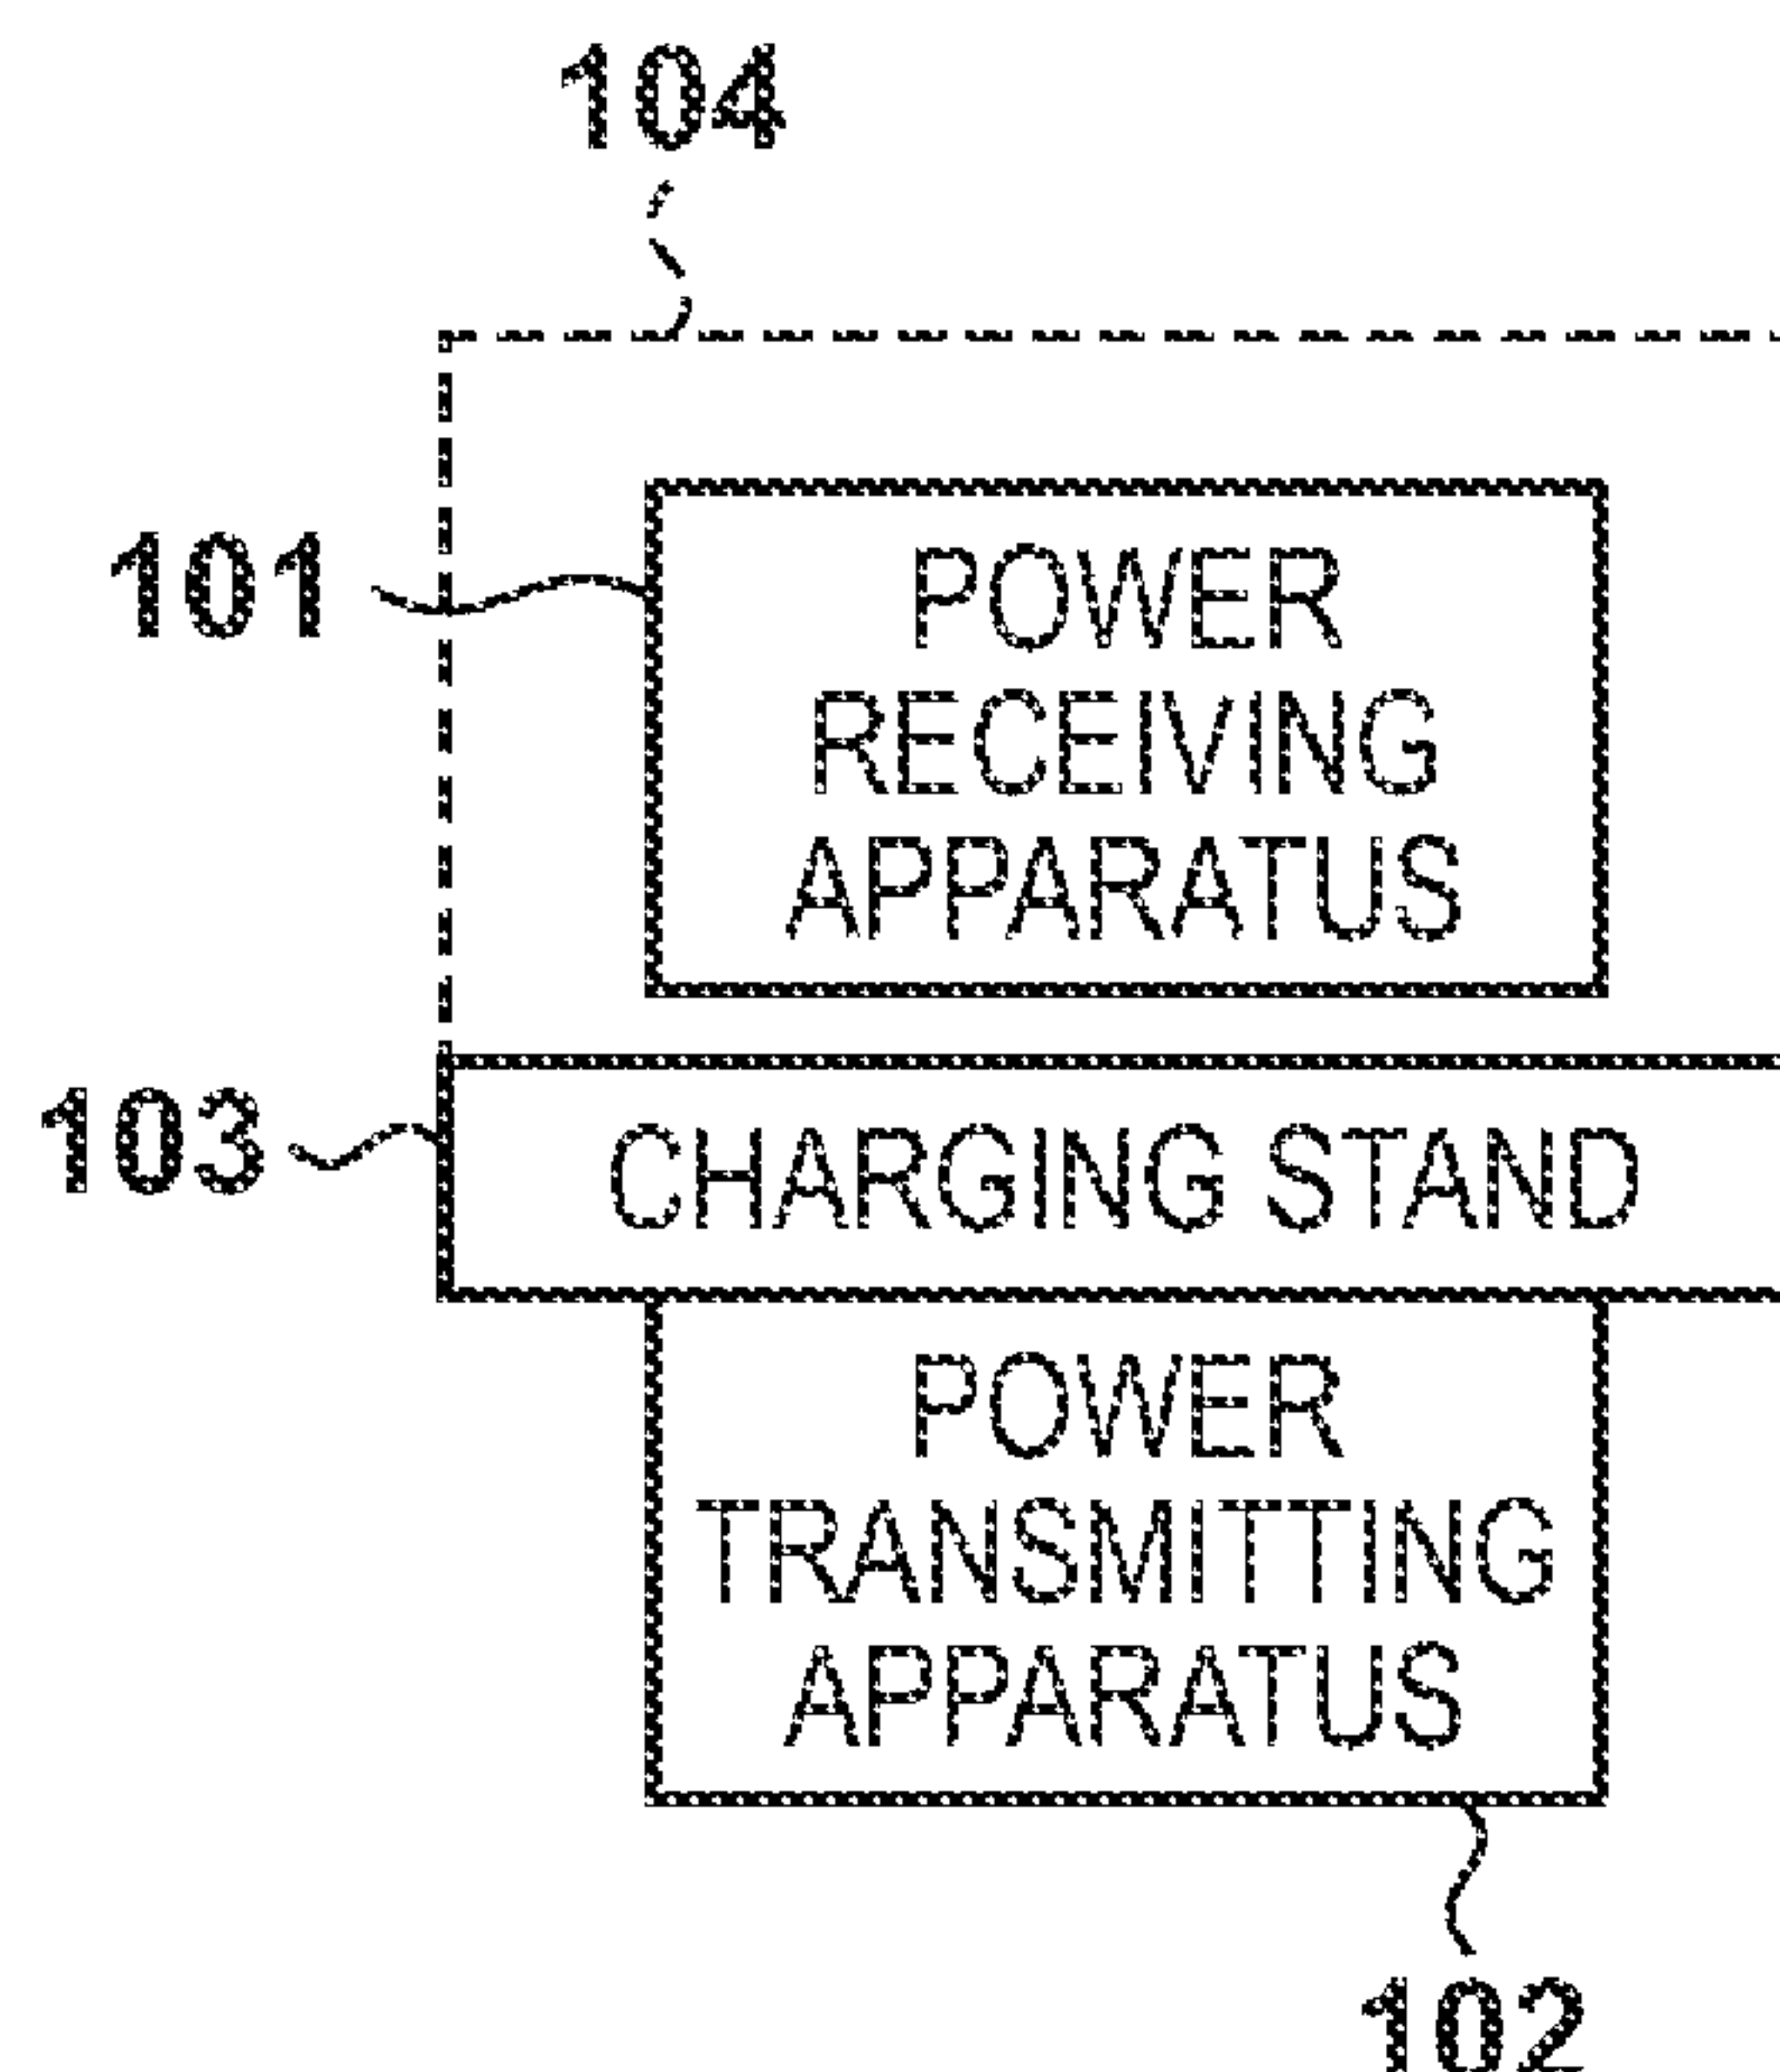 104
101
POWER
RECEIVING
APPARATUS
103
CHARGING STAND
POWER
TRANSMITTING
APPARATUS
102